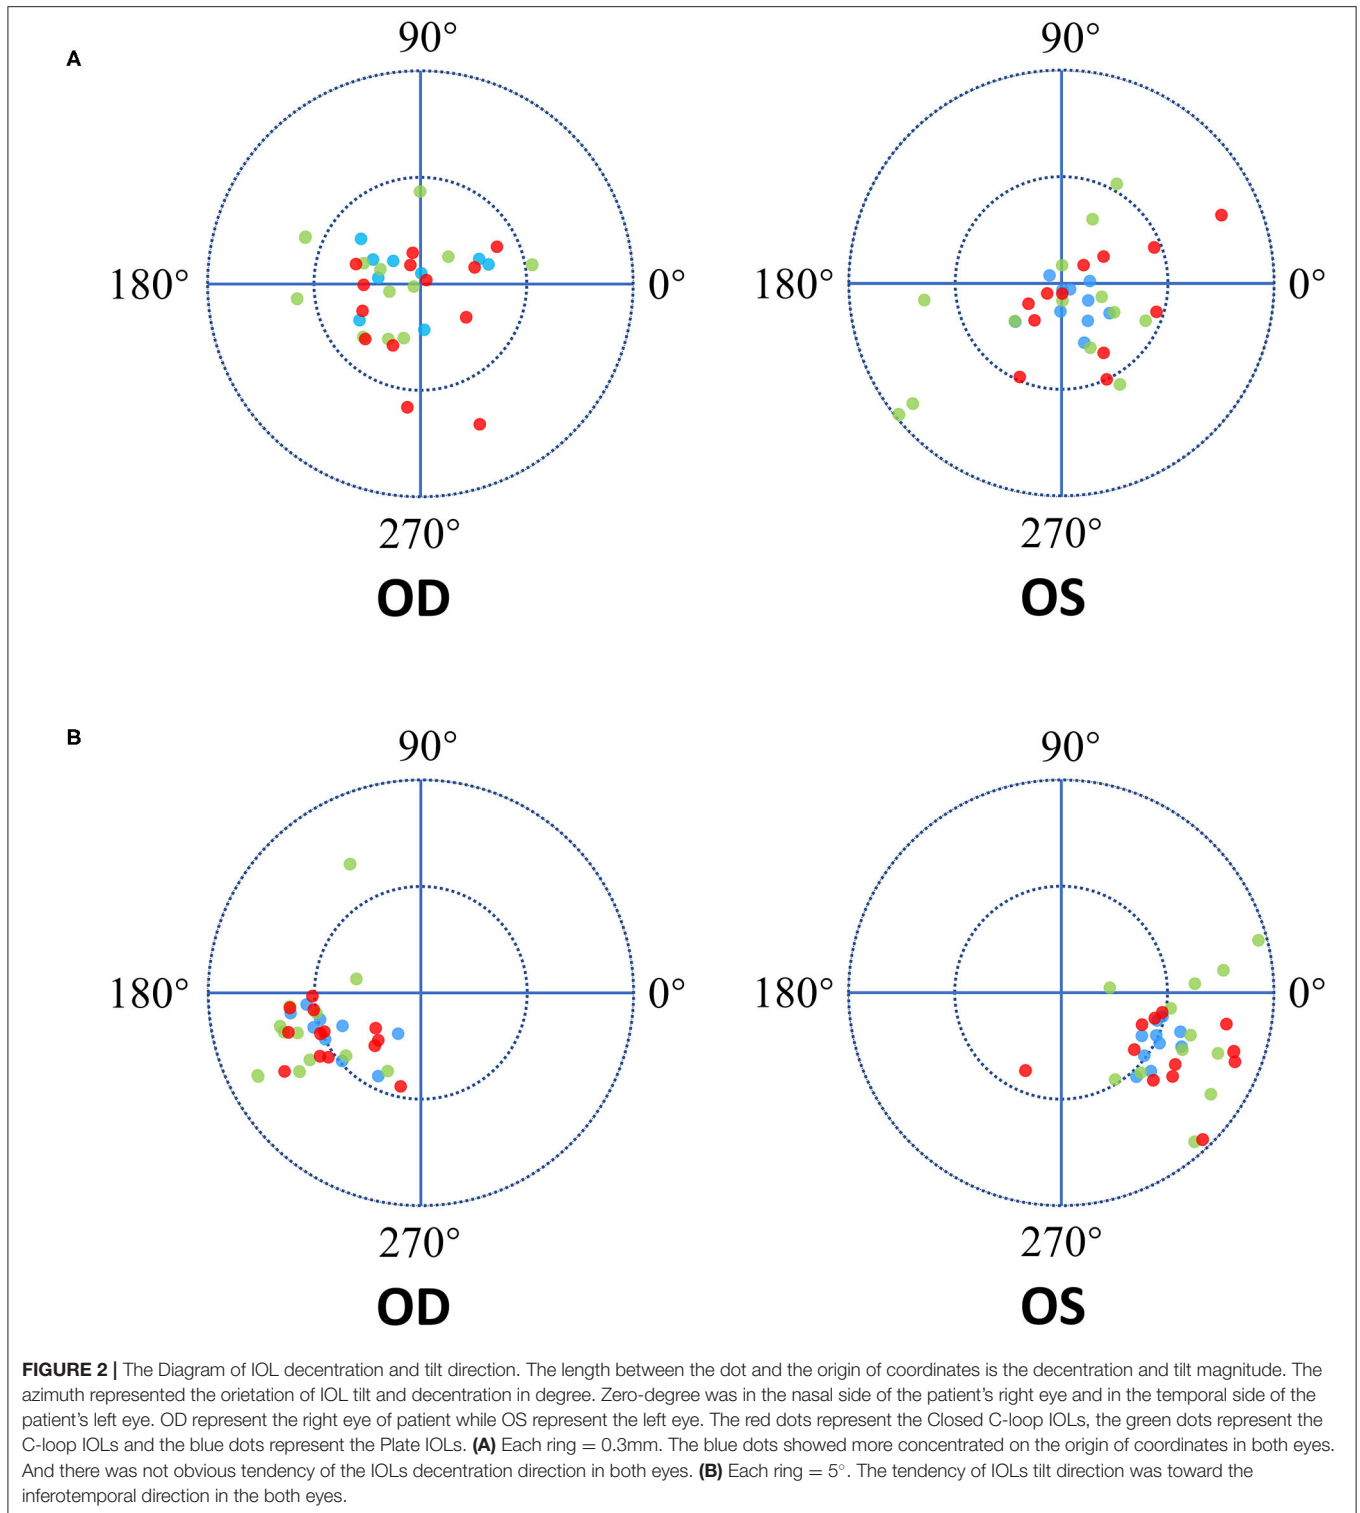 A
90°
90°
180°
0°
180°
0°
270°
270°
OD
OS
B
90°
90°
180°
0°
180°
0°
270°
270°
OD
OS
FIGURE 2 | The Diagram of IOL decentration and tilt direction. The length between the dot and the origin of coordinates is the decentration and tilt magnitude. The
azimuth represented the orietation of IOL tilt and decentration in degree. Zero-degree was in the nasal side of the patient's right eye and in the temporal side of the
patient's left eye. OD represent the right eye of patient while OS represent the left eye. The red dots represent the Closed C-loop IOLs, the green dots represent the
C-loop IOLs and the blue dots represent the Plate IOLs. (A) Each ring = 0.3mm. The blue dots showed more concentrated on the origin of coordinates in both eyes.
And there was not obvious tendency of the IOLs decentration direction in both eyes. (B) Each ring = 5°. The tendency of IOLs tilt direction was toward the
inferotemporal direction in the both eyes.